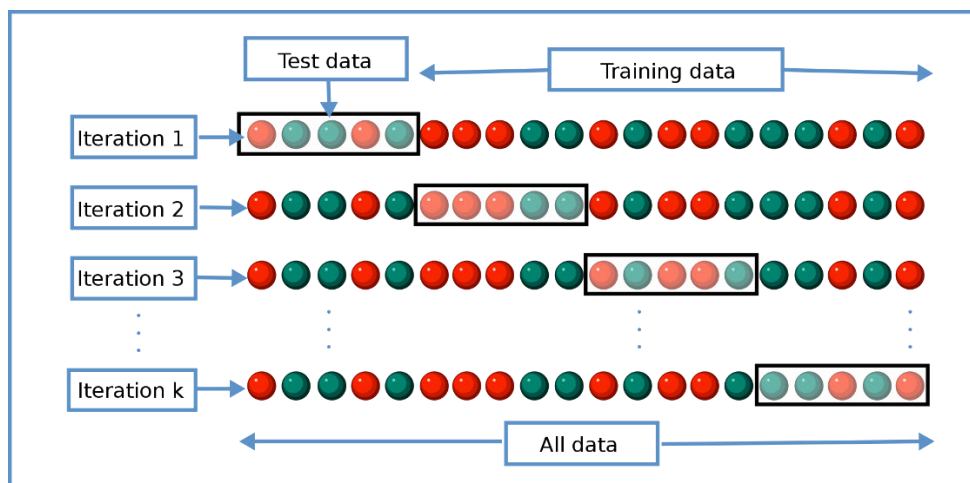 Test data
Training data
Iteration 1
Iteration 2
Iteration 3
Iteration k
All data